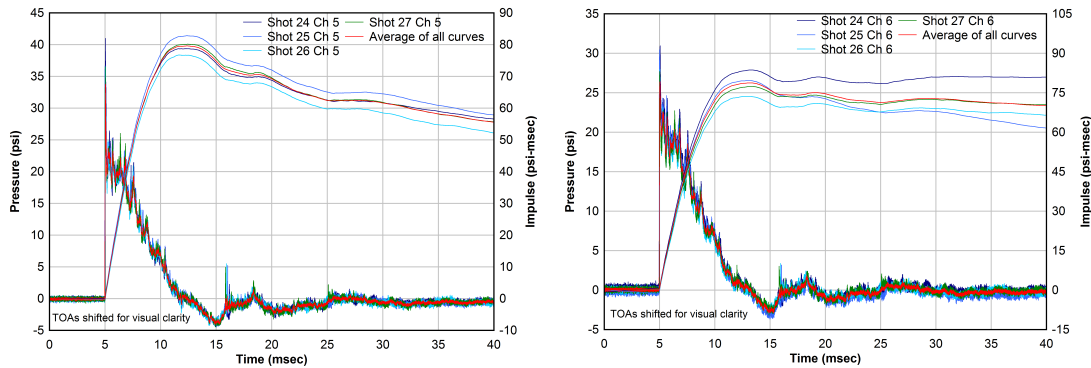 Shot 24 Ch 5 Shot 27 Ch 5
Shot 25 Ch 5 Average of all curves
Shot 26 Ch 5
45 90
40 80
35 70
30 60
25 50
20 40
15 30
10 20
5 10
0 0
-5 -10
Pressure (psi)
Impulse (psi-msec)
TOAs shifted for visual clarity
0 5 10 15 20 25 30 35 40
Time (msec)
Shot 24 Ch 6 Shot 27 Ch 6
Shot 25 Ch 6 Average of all curves
Shot 26 Ch 6
35 105
30 90
25 75
20 60
15 45
10 30
5 15
0 0
-5 -15
Pressure (psi)
Impulse (psi-msec)
TOAs shifted for visual clarity
0 5 10 15 20 25 30 35 40
Time (msec)